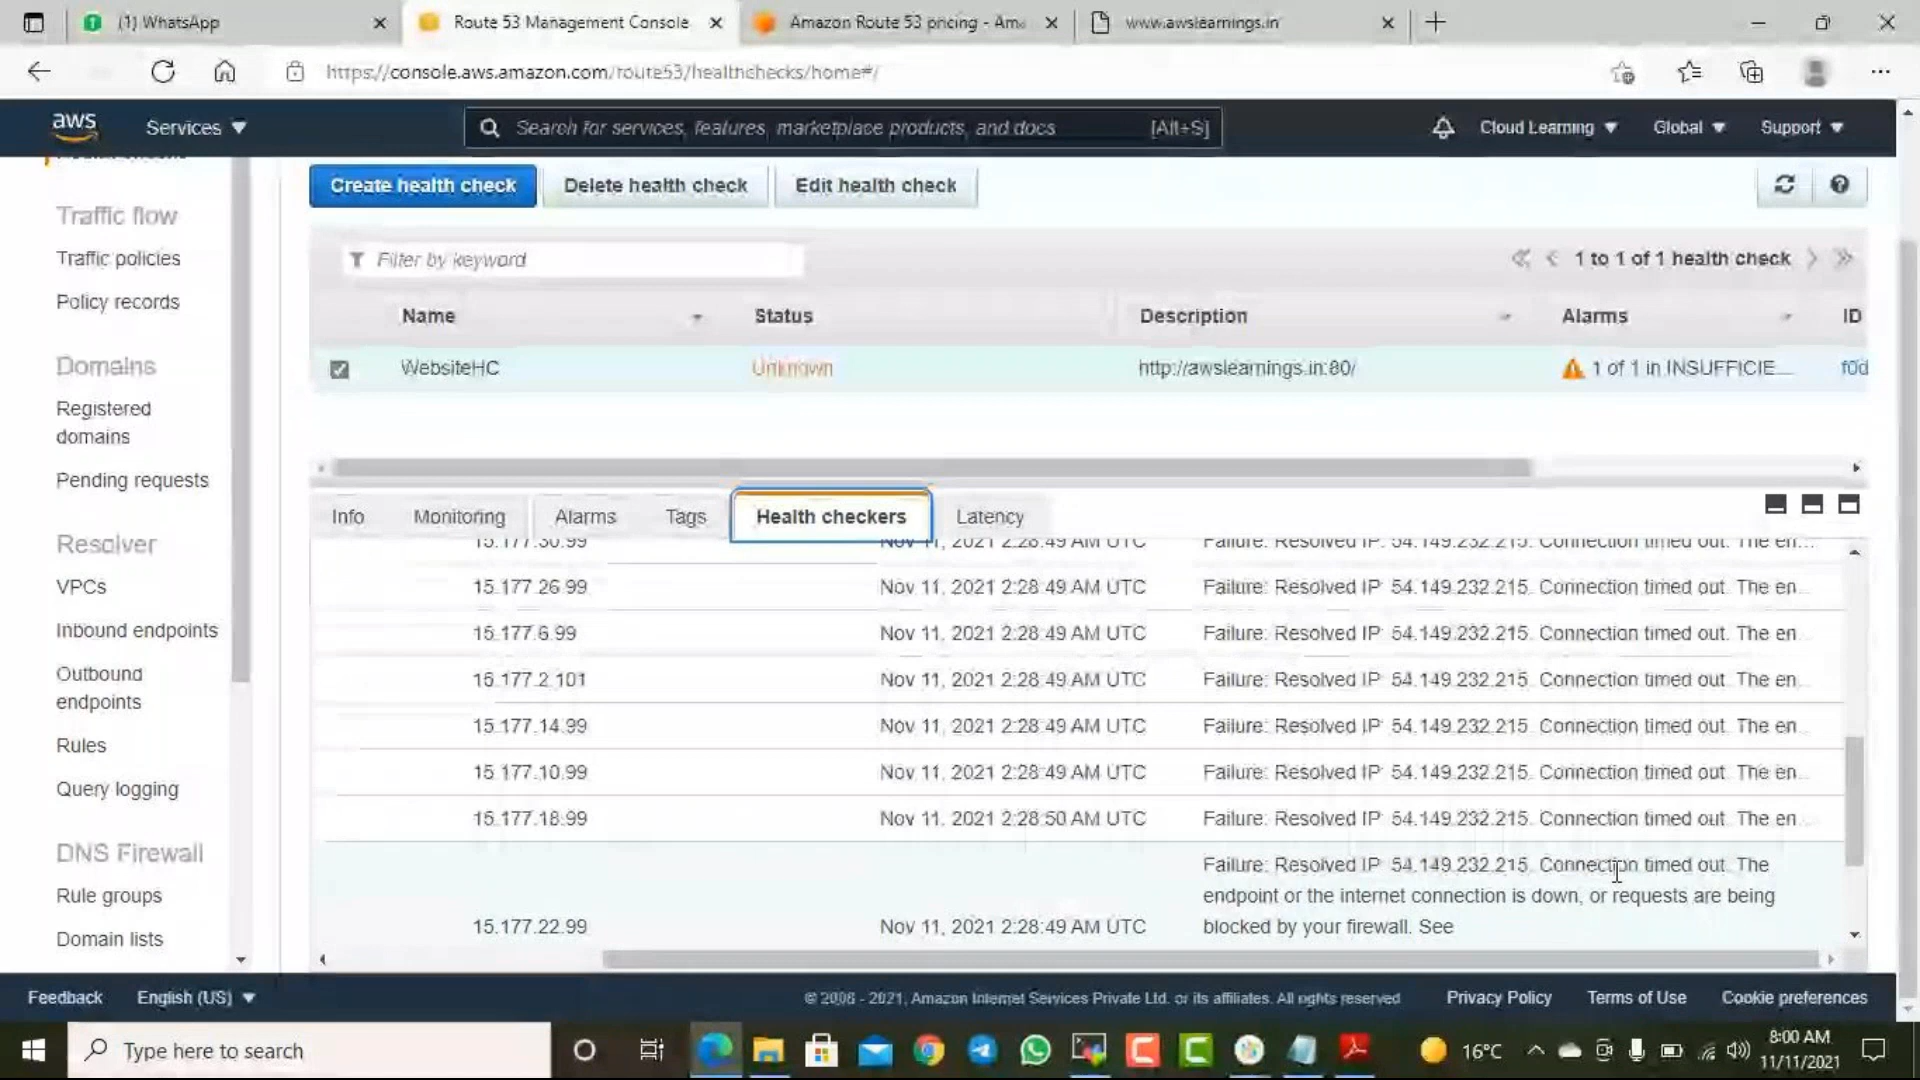 (1) WhatsApp
Route 53 Management Console
Amazon Route 53 pricing - Am
www.awslearnings.in
https://console.aws.amazon.com/route53/healthchecks/home#/
aws
Services
Search for services, features, marketplace products, and docs
[Alt+S]
Cloud Learning
Global
Support
Traffic flow
Traffic policies
Policy records
Domains
Registered
domains
Pending requests
Resolver
VPCs
Inbound endpoints
Outbound
endpoints
Rules
Query logging
DNS Firewall
Rule groups
Domain lists
Create health check
Delete health check
Edit health check
Filter by keyword
1 to 1 of 1 health check
Name Status Description Alarms ID
WebsiteHC Unknown http://awslearnings.in:80/ 1 of 1 in INSUFFICIE... f0d
Info Monitoring Alarms Tags Health checkers Latency
15.177.30.99 Nov 11, 2021 2:28:49 AM UTC Failure: Resolved IP: 54.149.232.215. Connection timed out. The en...
15.177.26.99 Nov 11, 2021 2:28:49 AM UTC Failure: Resolved IP: 54.149.232.215. Connection timed out. The en...
15.177.6.99 Nov 11, 2021 2:28:49 AM UTC Failure: Resolved IP: 54.149.232.215. Connection timed out. The en...
15.177.2.101 Nov 11, 2021 2:28:49 AM UTC Failure: Resolved IP: 54.149.232.215. Connection timed out. The en...
15.177.14.99 Nov 11, 2021 2:28:49 AM UTC Failure: Resolved IP: 54.149.232.215. Connection timed out. The en...
15.177.10.99 Nov 11, 2021 2:28:49 AM UTC Failure: Resolved IP: 54.149.232.215. Connection timed out. The en...
15.177.18.99 Nov 11, 2021 2:28:50 AM UTC Failure: Resolved IP: 54.149.232.215. Connection timed out. The en...
Failure: Resolved IP: 54.149.232.215. Connection timed out. The
endpoint or the internet connection is down, or requests are being
15.177.22.99 Nov 11, 2021 2:28:49 AM UTC blocked by your firewall. See
Feedback English (US) © 2008 - 2021, Amazon Internet Services Private Ltd. or its affiliates. All rights reserved Privacy Policy Terms of Use Cookie preferences
Type here to search
16°C
8:00 AM
11/11/2021